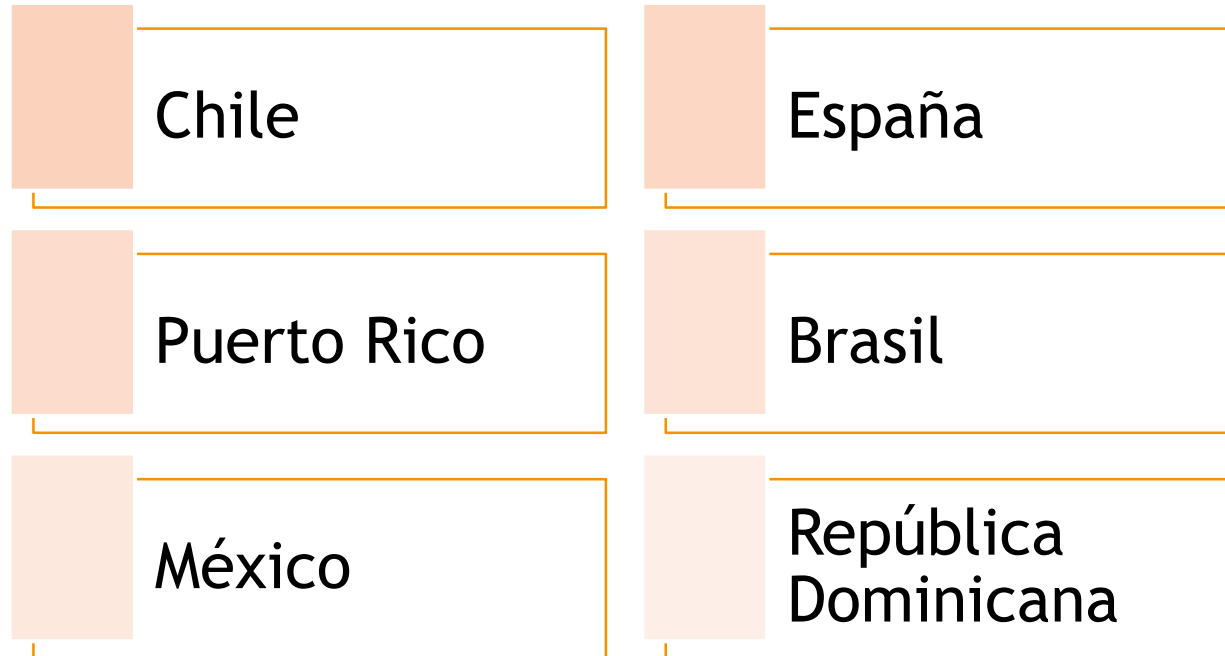 Chile
España
Puerto Rico
Brasil
México
República
Dominicana